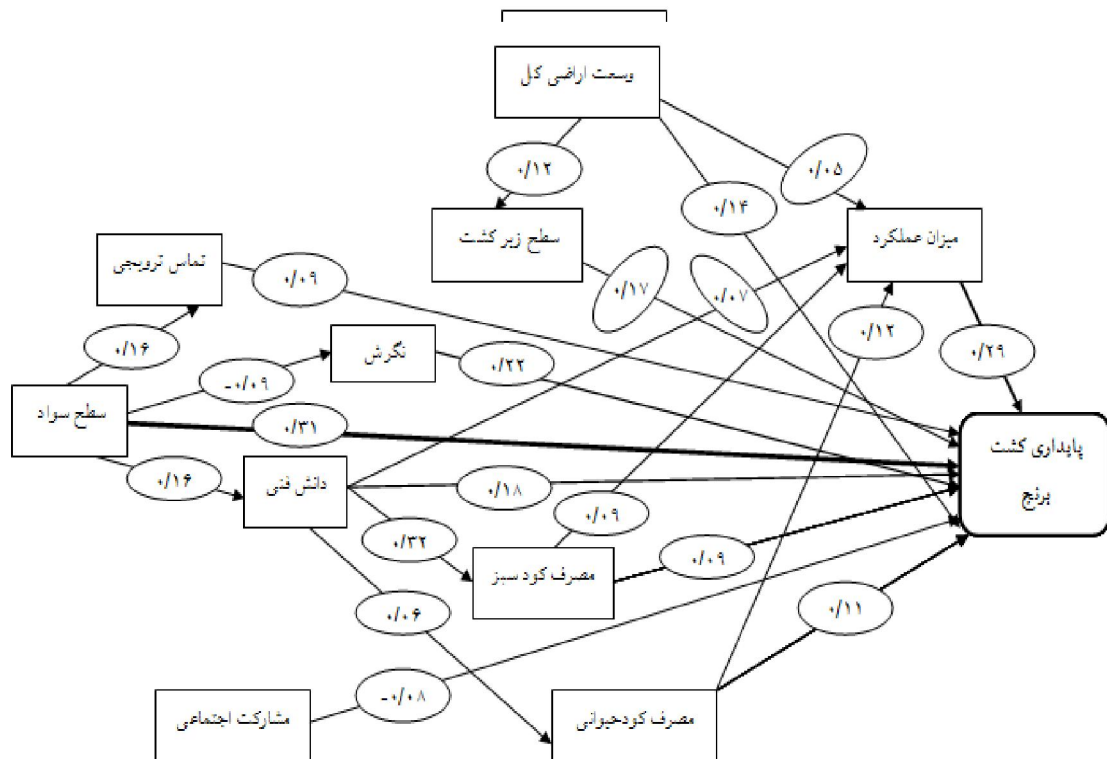 وسعت اراضی کل
۰/۱۲
۰/۰۵
۰/۱۴
سطح زیر کشت
میزان عملکرد
تماس ترویجی
۰/۰۹
۰/۱۷
۰/۰۷
۰/۱۲
۰/۱۶
نگرش
۰/۲۲
۰/۲۹
-۰/۰۹
سطح سواد
۰/۳۱
پایداری کشت
برنج
۰/۱۶
دانش فنی
۰/۱۸
۰/۰۹
۰/۳۲
مصرف کود سبز
۰/۰۹
۰/۰۶
۰/۱۱
مشارکت اجتماعی
-۰/۰۸
مصرف کودحیوانی